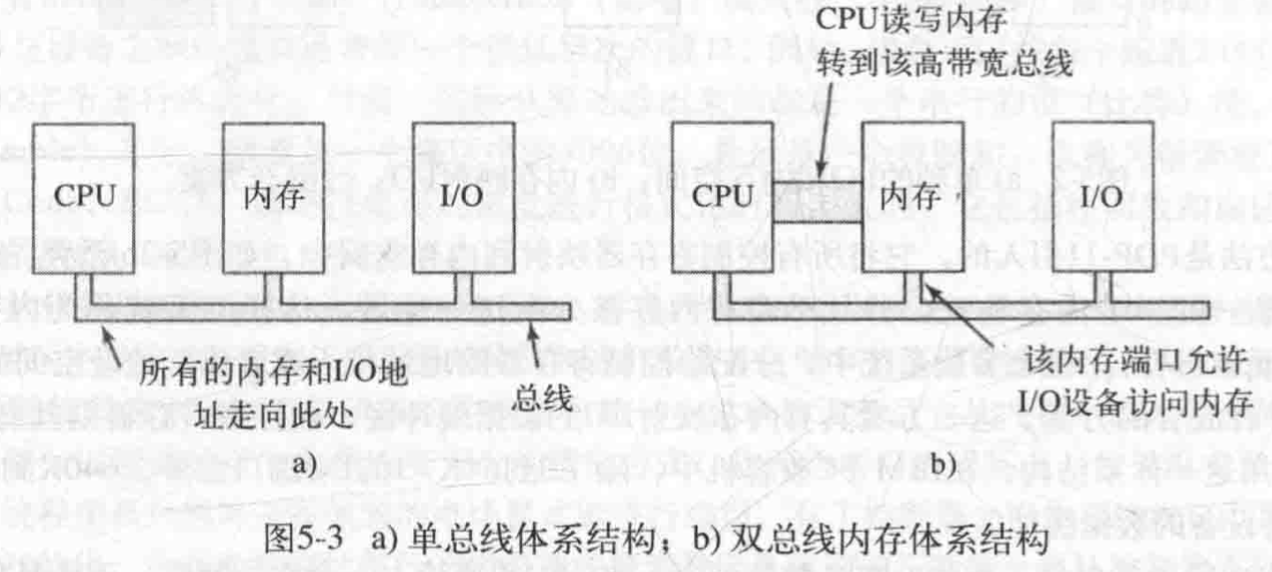 CPU读写内存
转到该高带宽总线
CPU
内存
I/O
CPU
内存
I/O
所有的内存和I/O地
址走向此处
总线
该内存端口允许
I/O设备访问内存
a)
b)
图5-3 a) 单总线体系结构；b) 双总线内存体系结构